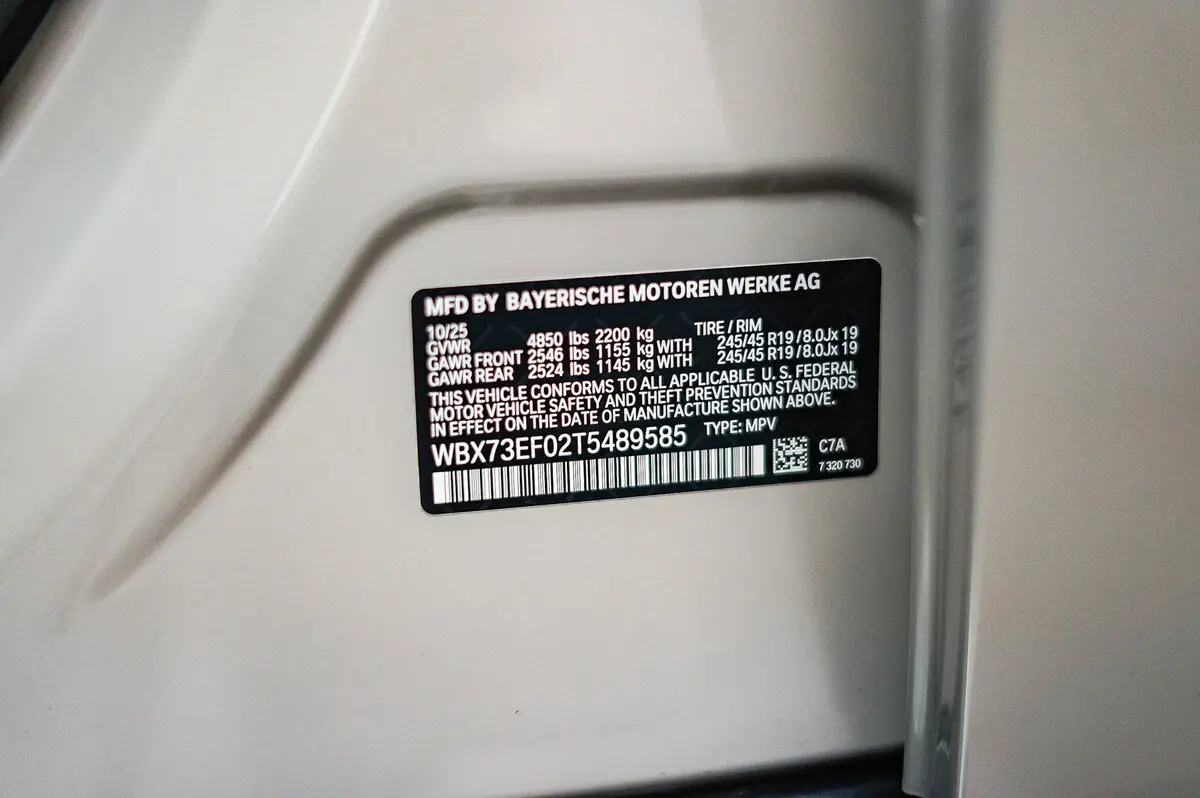 MFD BY BAYERISCHE MOTOREN WERKE AG
10/25
GVWR 4850 lbs 2200 kg TIRE / RIM
GAWR FRONT 2546 lbs 1155 kg WITH 245/45 R19 / 8.0Jx 19
GAWR REAR 2524 lbs 1145 kg WITH 245/45 R19 / 8.0Jx 19
THIS VEHICLE CONFORMS TO ALL APPLICABLE U. S. FEDERAL
MOTOR VEHICLE SAFETY AND THEFT PREVENTION STANDARDS
IN EFFECT ON THE DATE OF MANUFACTURE SHOWN ABOVE.
WBX73EF02T5489585 TYPE: MPV
C7A
7 320 730